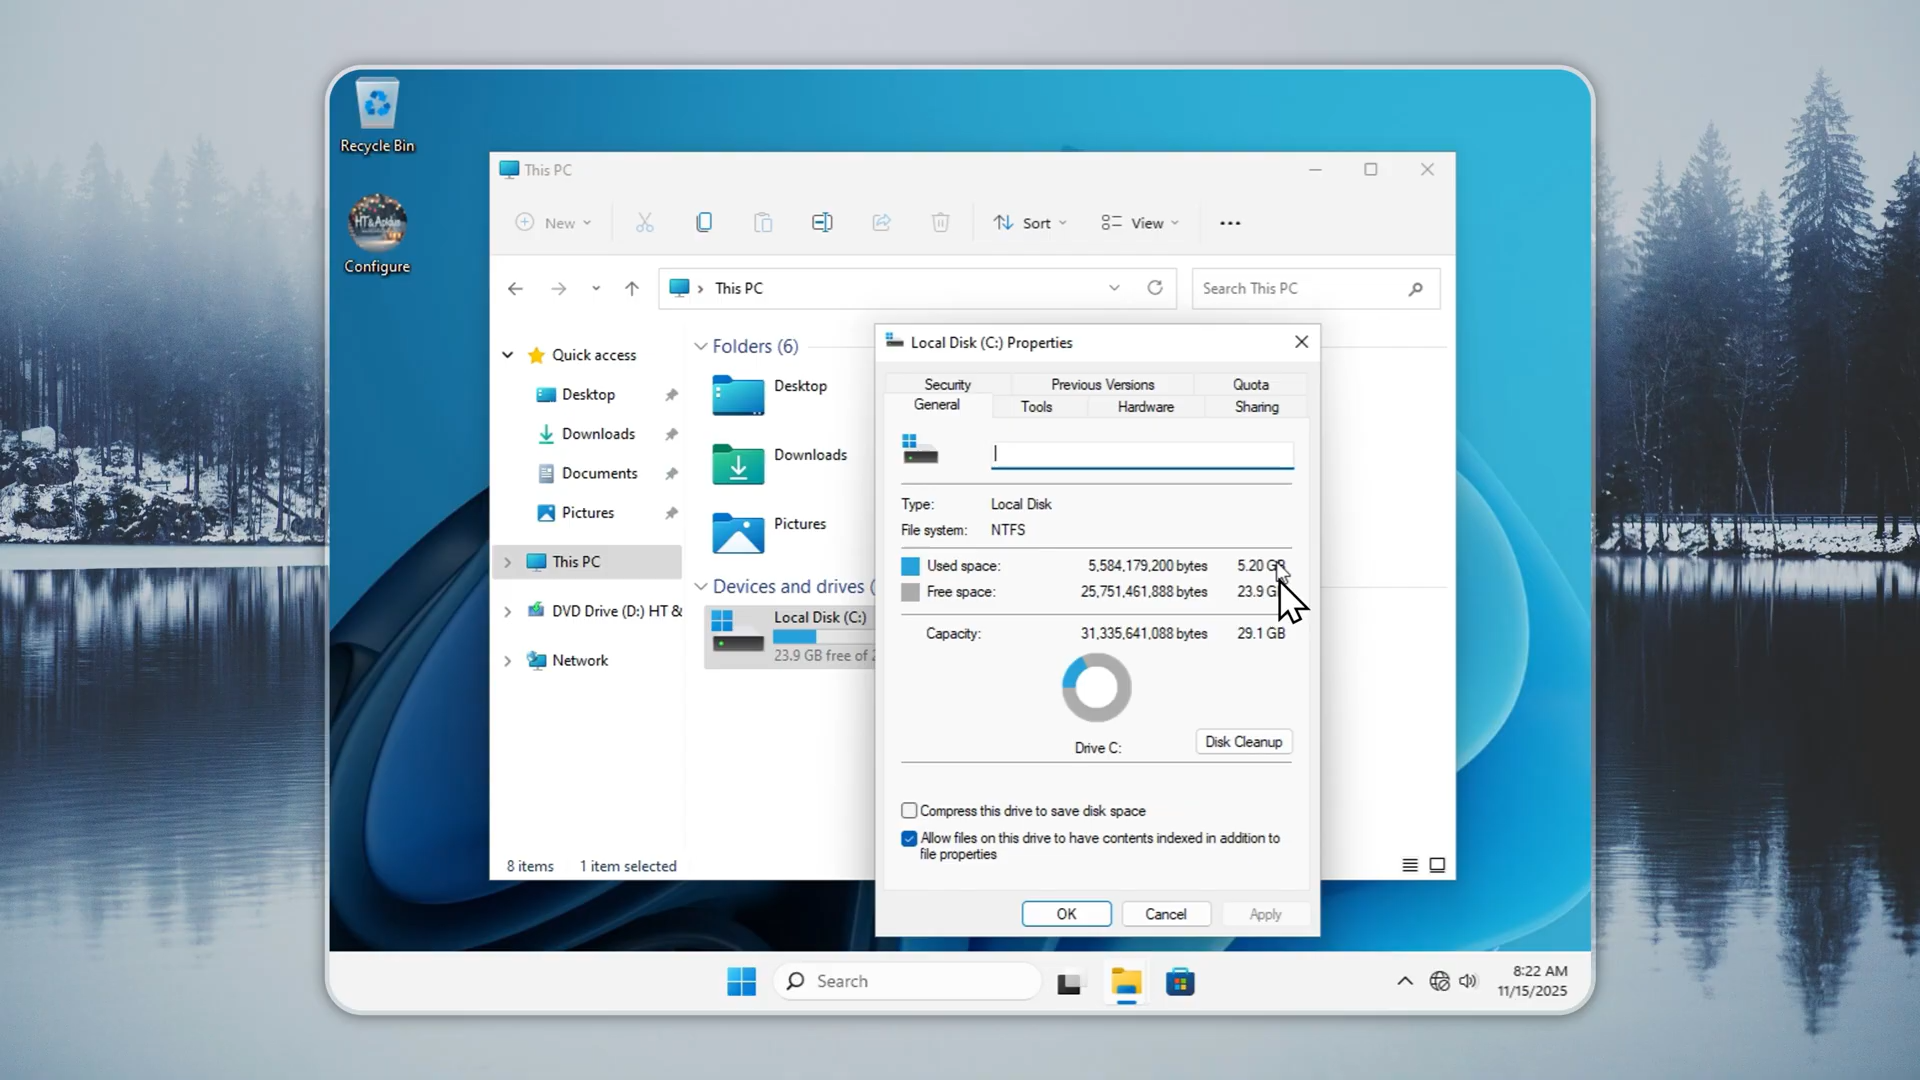 Recycle Bin
HT&
Configure
This PC
New
Sort
View
This PC
Search This PC
Quick access
Desktop
Downloads
Documents
Pictures
This PC
DVD Drive (D:) HT &
Network
Folders (6)
Desktop
Downloads
Pictures
Devices and drives (
Local Disk (C:)
23.9 GB free of
8 items
1 item selected
Local Disk (C:) Properties
Security
Previous Versions
Quota
General
Tools
Hardware
Sharing
Type:
Local Disk
File system:
NTFS
Used space:
5,584,179,200 bytes
5.20 GB
Free space:
25,751,461,888 bytes
23.9 G
Capacity:
31,335,641,088 bytes
29.1 GB
Drive C:
Disk Cleanup
Compress this drive to save disk space
Allow files on this drive to have contents indexed in addition to
file properties
OK
Cancel
Apply
Search
8:22 AM
11/15/2025